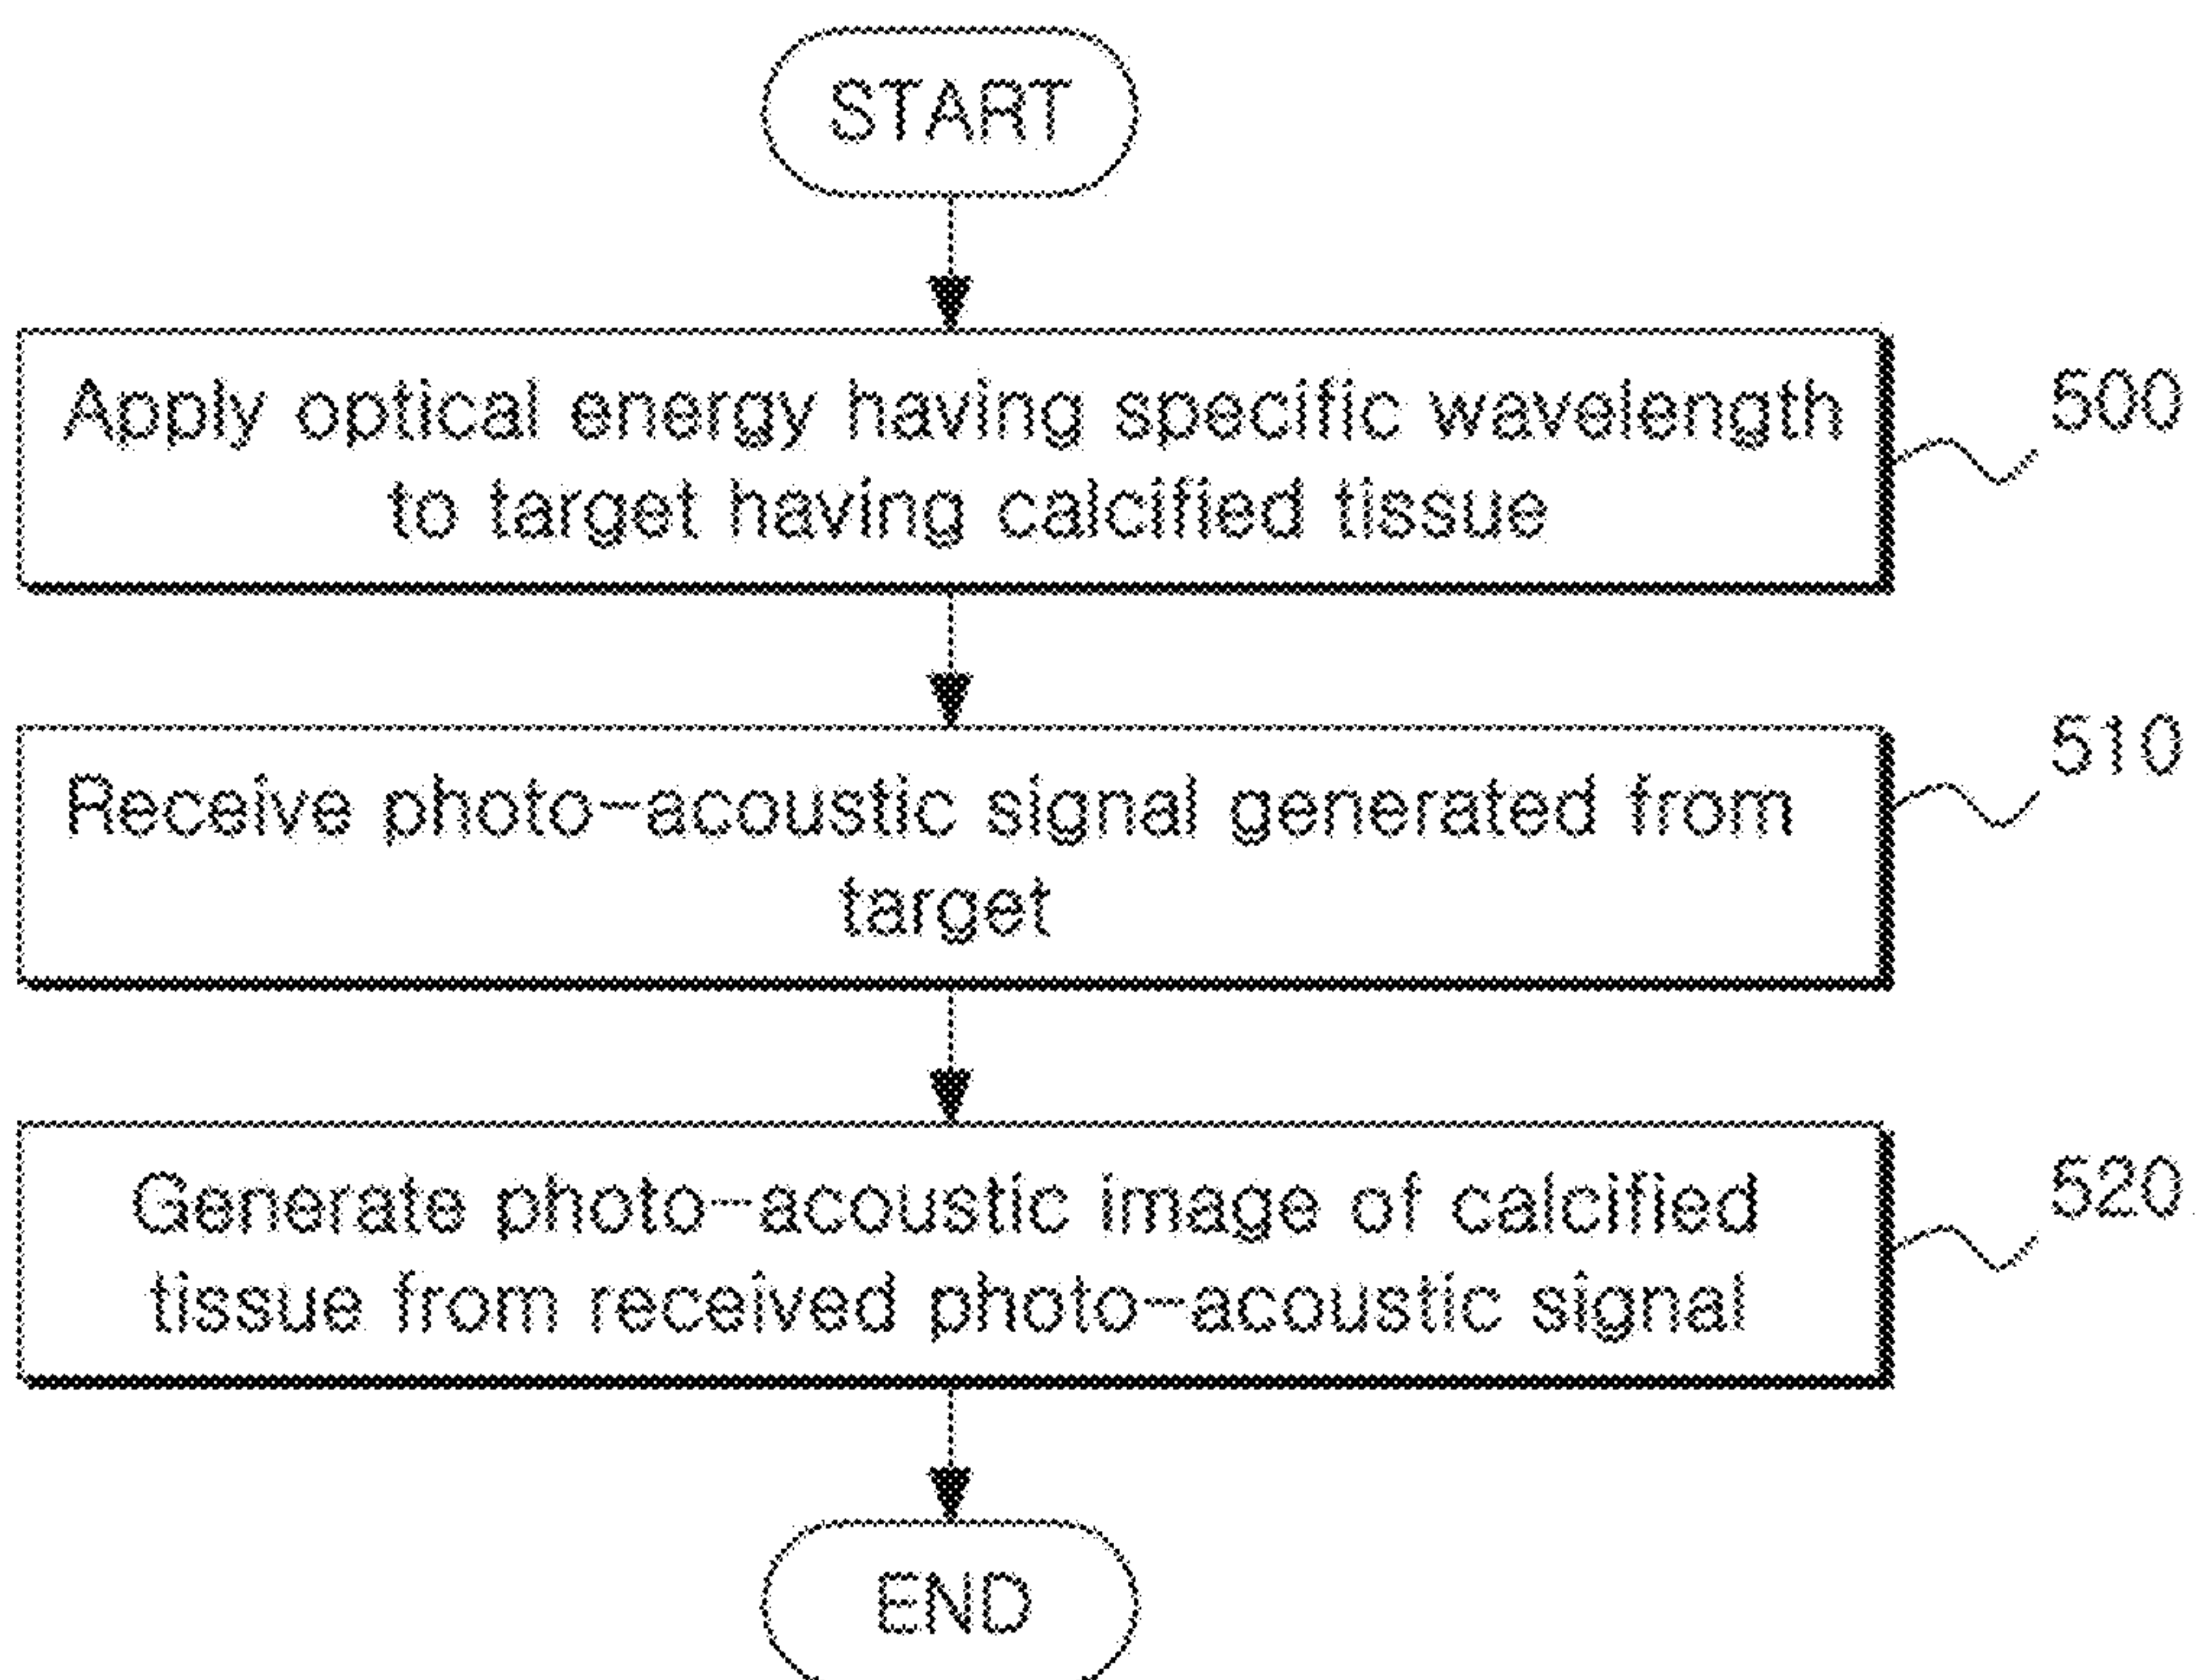 START
Apply optical energy having specific wavelength
to target having calcified tissue
500
Receive photo-acoustic signal generated from
target
510
Generate photo-acoustic image of calcified
tissue from received photo-acoustic signal
520
END